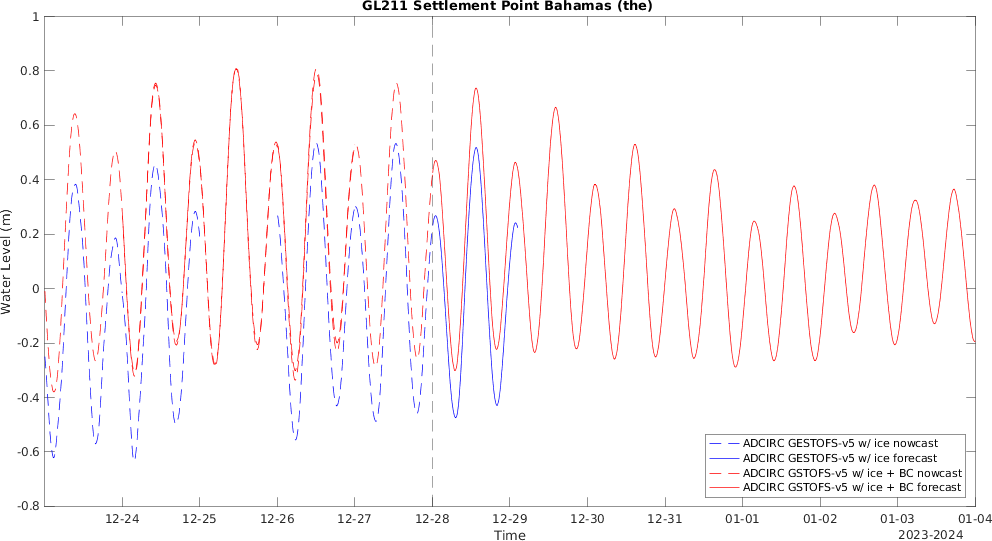 GL211 Settlement Point Bahamas (the)
1
0.8
0.6
0.4
0.2
0
-0.2
-0.4
-0.6
-0.8
Water Level (m)
12-24 12-25 12-26 12-27 12-28 12-29 12-30 12-31 01-01 01-02 01-03 01-04
Time
2023-2024
ADCIRC GESTOFS-v5 w/ ice nowcast
ADCIRC GESTOFS-v5 w/ ice forecast
ADCIRC GSTOFS-v5 w/ ice + BC nowcast
ADCIRC GSTOFS-v5 w/ ice + BC forecast